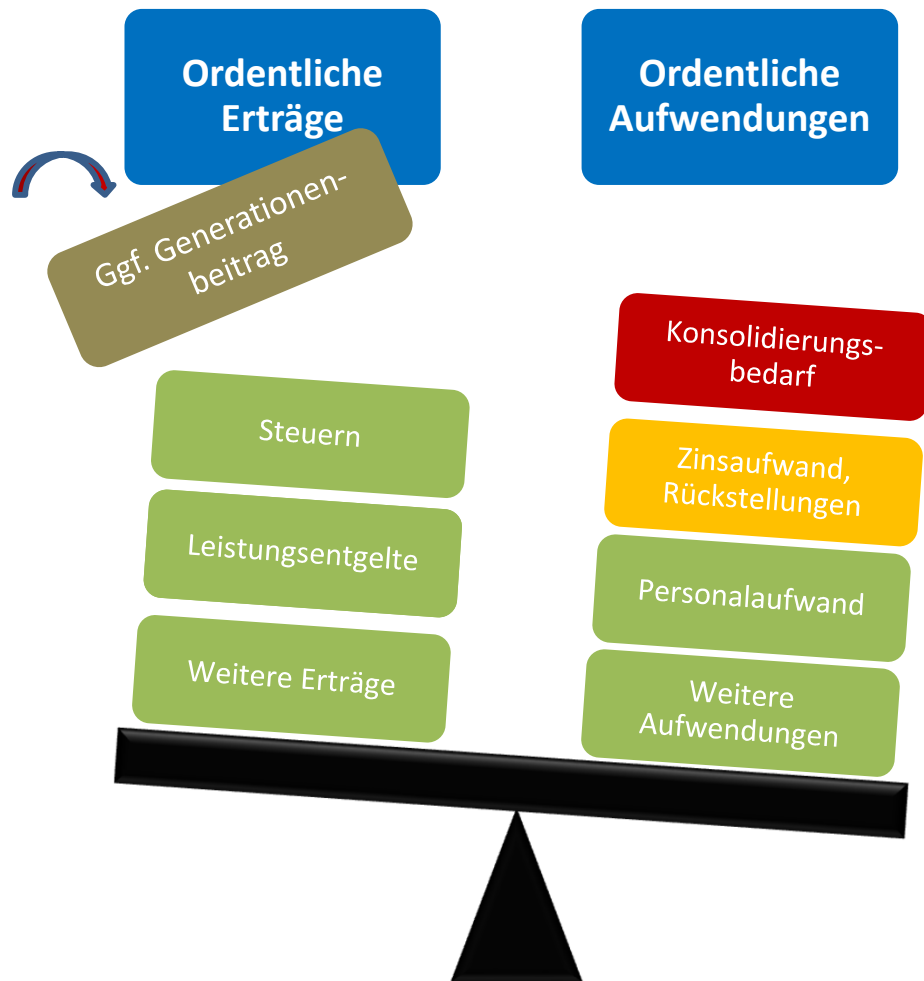 Ordentliche
Erträge
Ordentliche
Aufwendungen
Ggf. Generationen-
beitrag
Steuern
Leistungsentgelte
Weitere Erträge
Konsolidierungs-
bedarf
Zinsaufwand,
Rückstellungen
Personalaufwand
Weitere
Aufwendungen